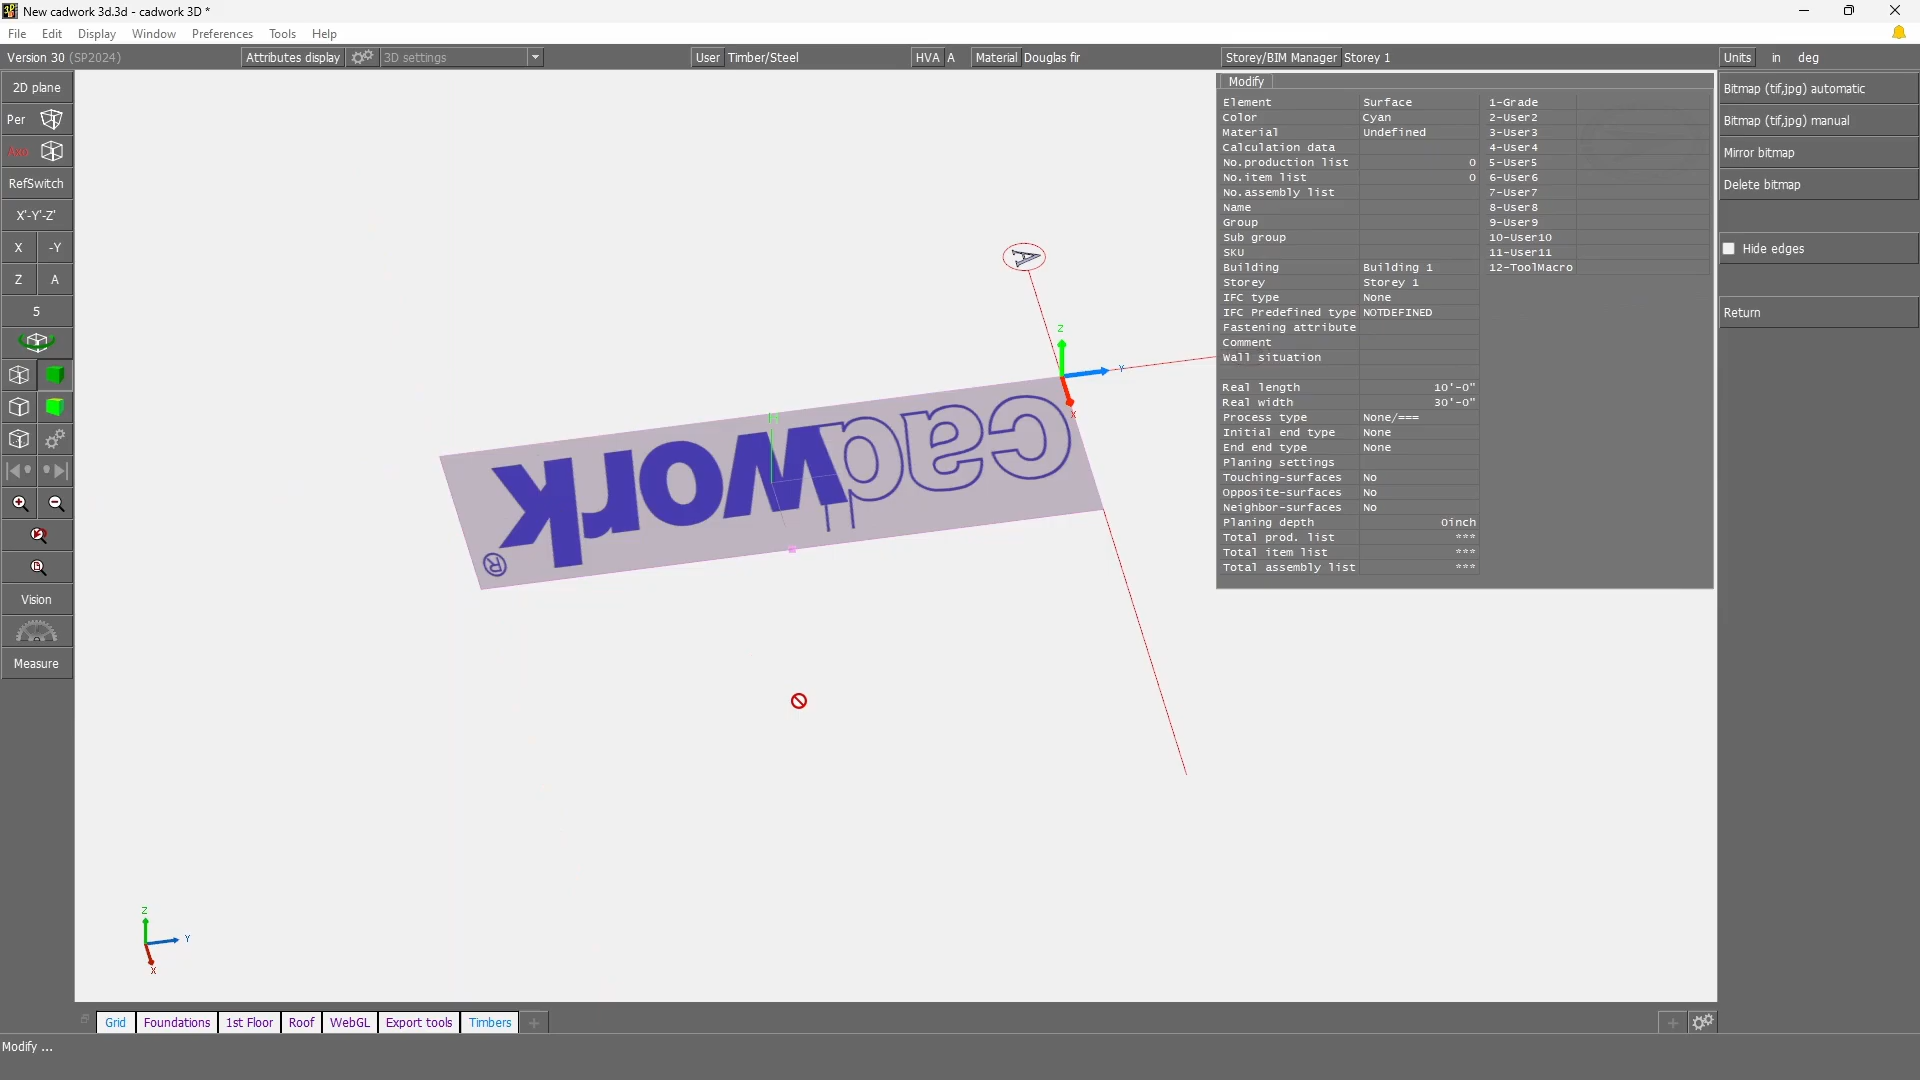 New cadwork 3d.3d - cadwork 3D *
File Edit Display Window Preferences Tools Help
Version 30 (SP2024) Attributes display 3D settings User Timber/Steel HVA A Material Douglas fir Storey/BIM Manager Storey 1 Units in deg
2D plane
Per
Axo
RefSwitch
X'-Y'-Z'
X -Y
Z A
5
Vision
Measure
A
Z
Y
X
cadwork®
Z
Y
X
Modify
Element Surface 1-Grade
Color Cyan 2-User2
Material Undefined 3-User3
Calculation data 4-User4
No.production list 0 5-User5
No.item list 0 6-User6
No.assembly list 7-User7
Name 8-User8
Group 9-User9
Sub group 10-User10
SKU 11-User11
Building Building 1 12-ToolMacro
Storey Storey 1
IFC type None
IFC Predefined type NOTDEFINED
Fastening attribute
Comment
Wall situation
Real length 10'-0"
Real width 30'-0"
Process type None/===
Initial end type None
End end type None
Planing settings
Touching-surfaces No
Opposite-surfaces No
Neighbor-surfaces No
Planing depth 0inch
Total prod. list ***
Total item list ***
Total assembly list ***
Bitmap (tif,jpg) automatic
Bitmap (tif,jpg) manual
Mirror bitmap
Delete bitmap
Hide edges
Return
Grid Foundations 1st Floor Roof WebGL Export tools Timbers +
+
Modify ...